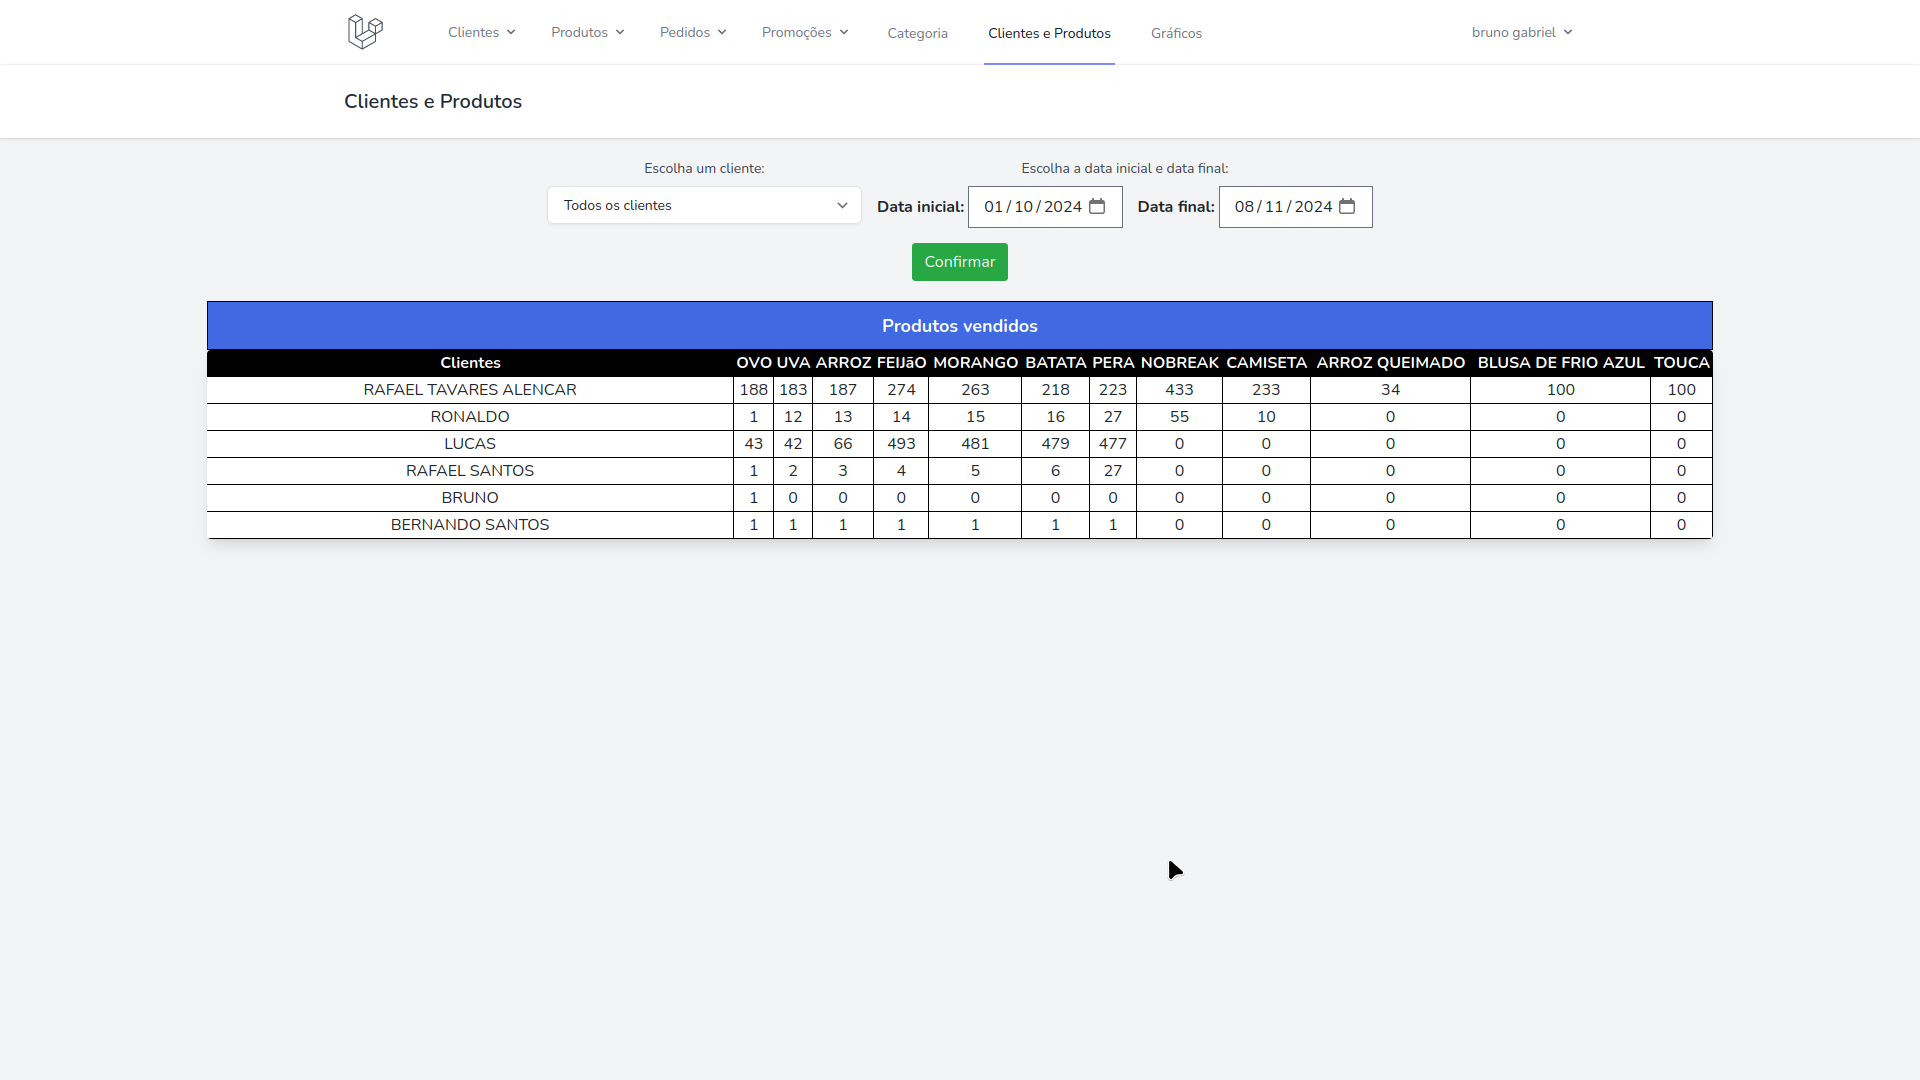 Clientes Produtos Pedidos Promoções Categoria Clientes e Produtos Gráficos bruno gabriel
Clientes e Produtos
Escolha um cliente: Escolha a data inicial e data final:
Todos os clientes Data inicial: 01/10/2024 Data final: 08/11/2024
Confirmar
Produtos vendidos
Clientes OVO UVA ARROZ FEIJãO MORANGO BATATA PERA NOBREAK CAMISETA ARROZ QUEIMADO BLUSA DE FRIO AZUL TOUCA
RAFAEL TAVARES ALENCAR 188 183 187 274 263 218 223 433 233 34 100 100
RONALDO 1 12 13 14 15 16 27 55 10 0 0 0
LUCAS 43 42 66 493 481 479 477 0 0 0 0 0
RAFAEL SANTOS 1 2 3 4 5 6 27 0 0 0 0 0
BRUNO 1 0 0 0 0 0 0 0 0 0 0 0
BERNANDO SANTOS 1 1 1 1 1 1 1 0 0 0 0 0